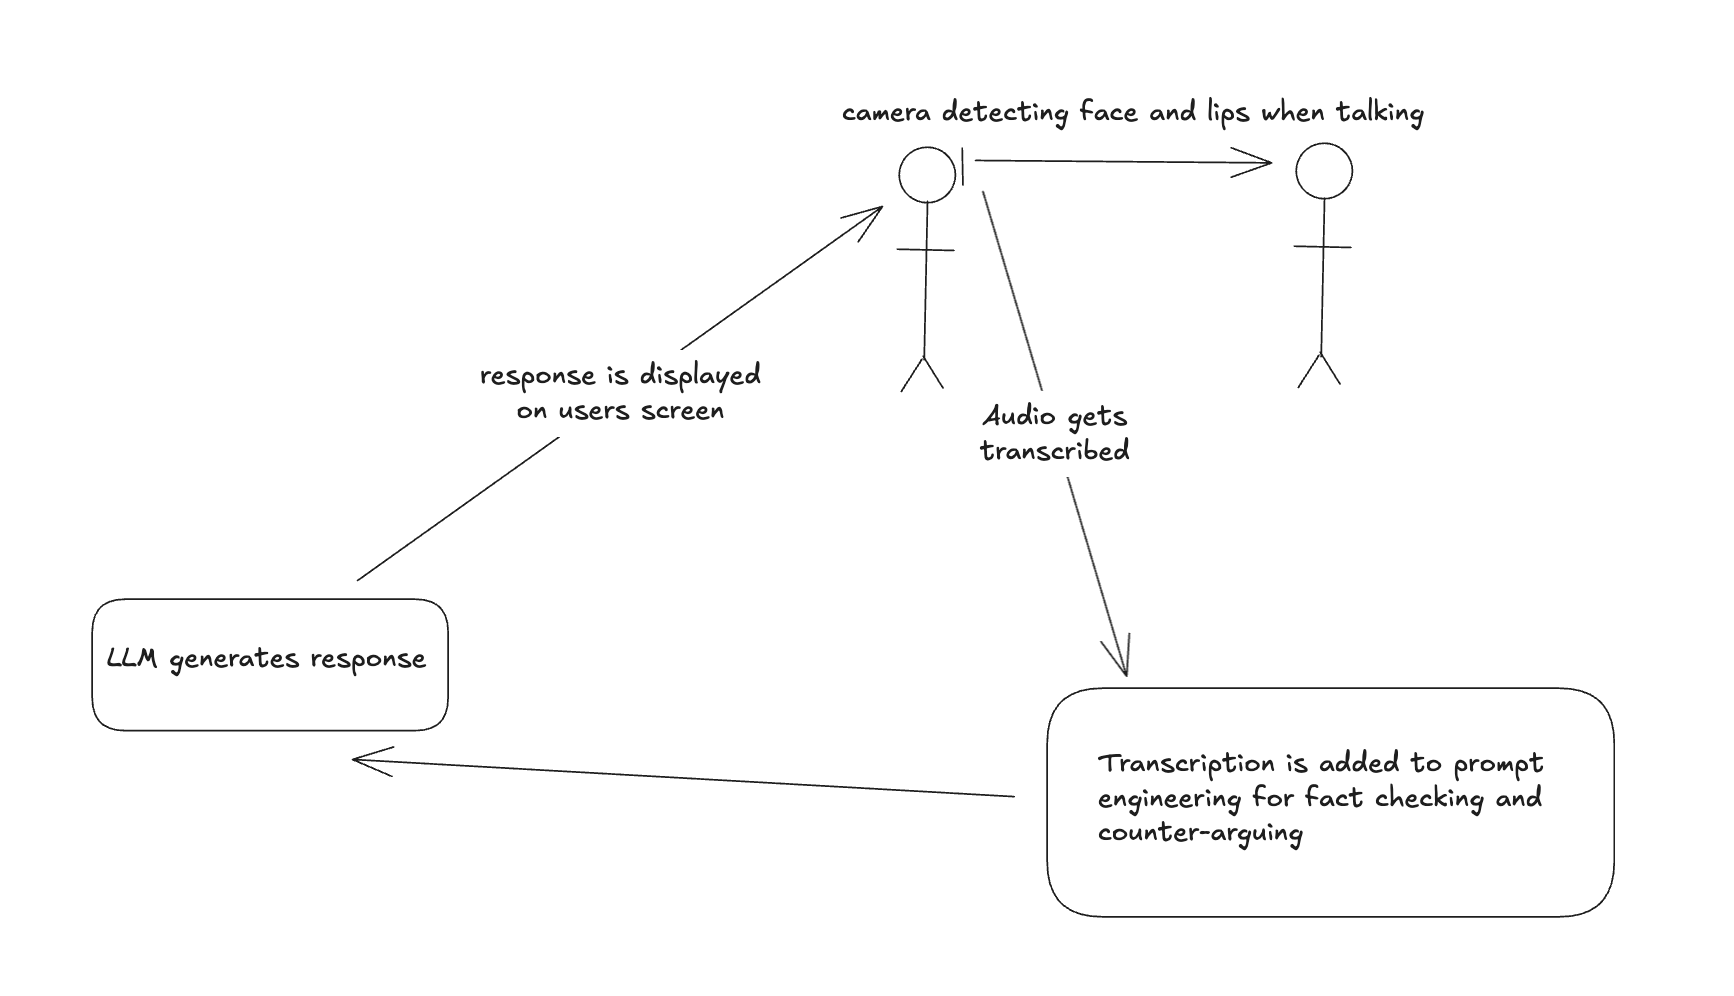 camera detecting face and lips when talking
response is displayed
on users screen
Audio gets
transcribed
LLM generates response
Transcription is added to prompt
engineering for fact checking and
counter-arguing